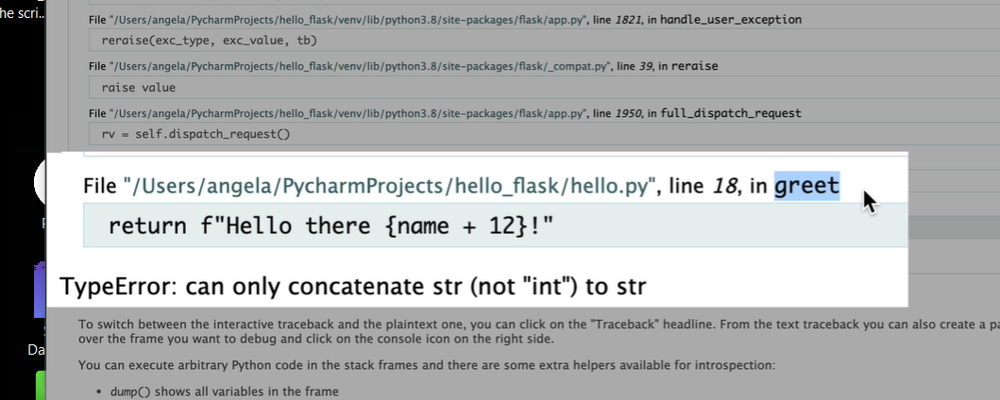 he scri..
File "/Users/angela/PycharmProjects/hello_flask/venv/lib/python3.8/site-packages/flask/app.py", line 1821, in handle_user_exception
reraise(exc_type, exc_value, tb)
File "/Users/angela/PycharmProjects/hello_flask/venv/lib/python3.8/site-packages/flask/_compat.py", line 39, in reraise
raise value
File "/Users/angela/PycharmProjects/hello_flask/venv/lib/python3.8/site-packages/flask/app.py", line 1950, in full_dispatch_request
rv = self.dispatch_request()
File "/Users/angela/PycharmProjects/hello_flask/hello.py", line 18, in greet
return f"Hello there {name + 12}!"
TypeError: can only concatenate str (not "int") to str
To switch between the interactive traceback and the plaintext one, you can click on the "Traceback" headline. From the text traceback you can also create a pa
over the frame you want to debug and click on the console icon on the right side.
Da
You can execute arbitrary Python code in the stack frames and there are some extra helpers available for introspection:
• dump() shows all variables in the frame